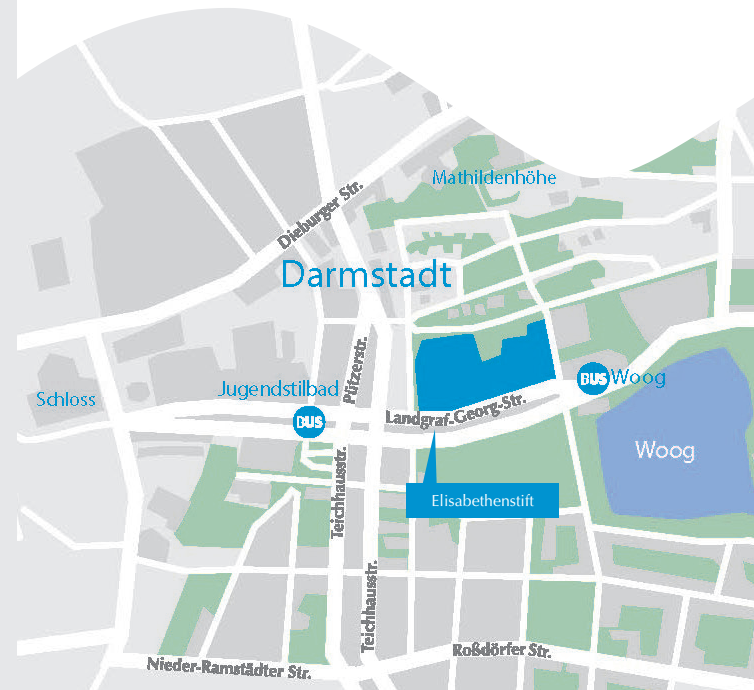 Mathildenhöhe
Dieburger Str.
Darmstadt
Pützerstr.
Jugendstilbad
BUS
Schloss
BUS
Woog
Landgraf-Georg-Str.
Woog
Elisabethenstift
Teichhausstr.
Teichhausstr.
Roßdörfer Str.
Nieder-Ramstädter Str.